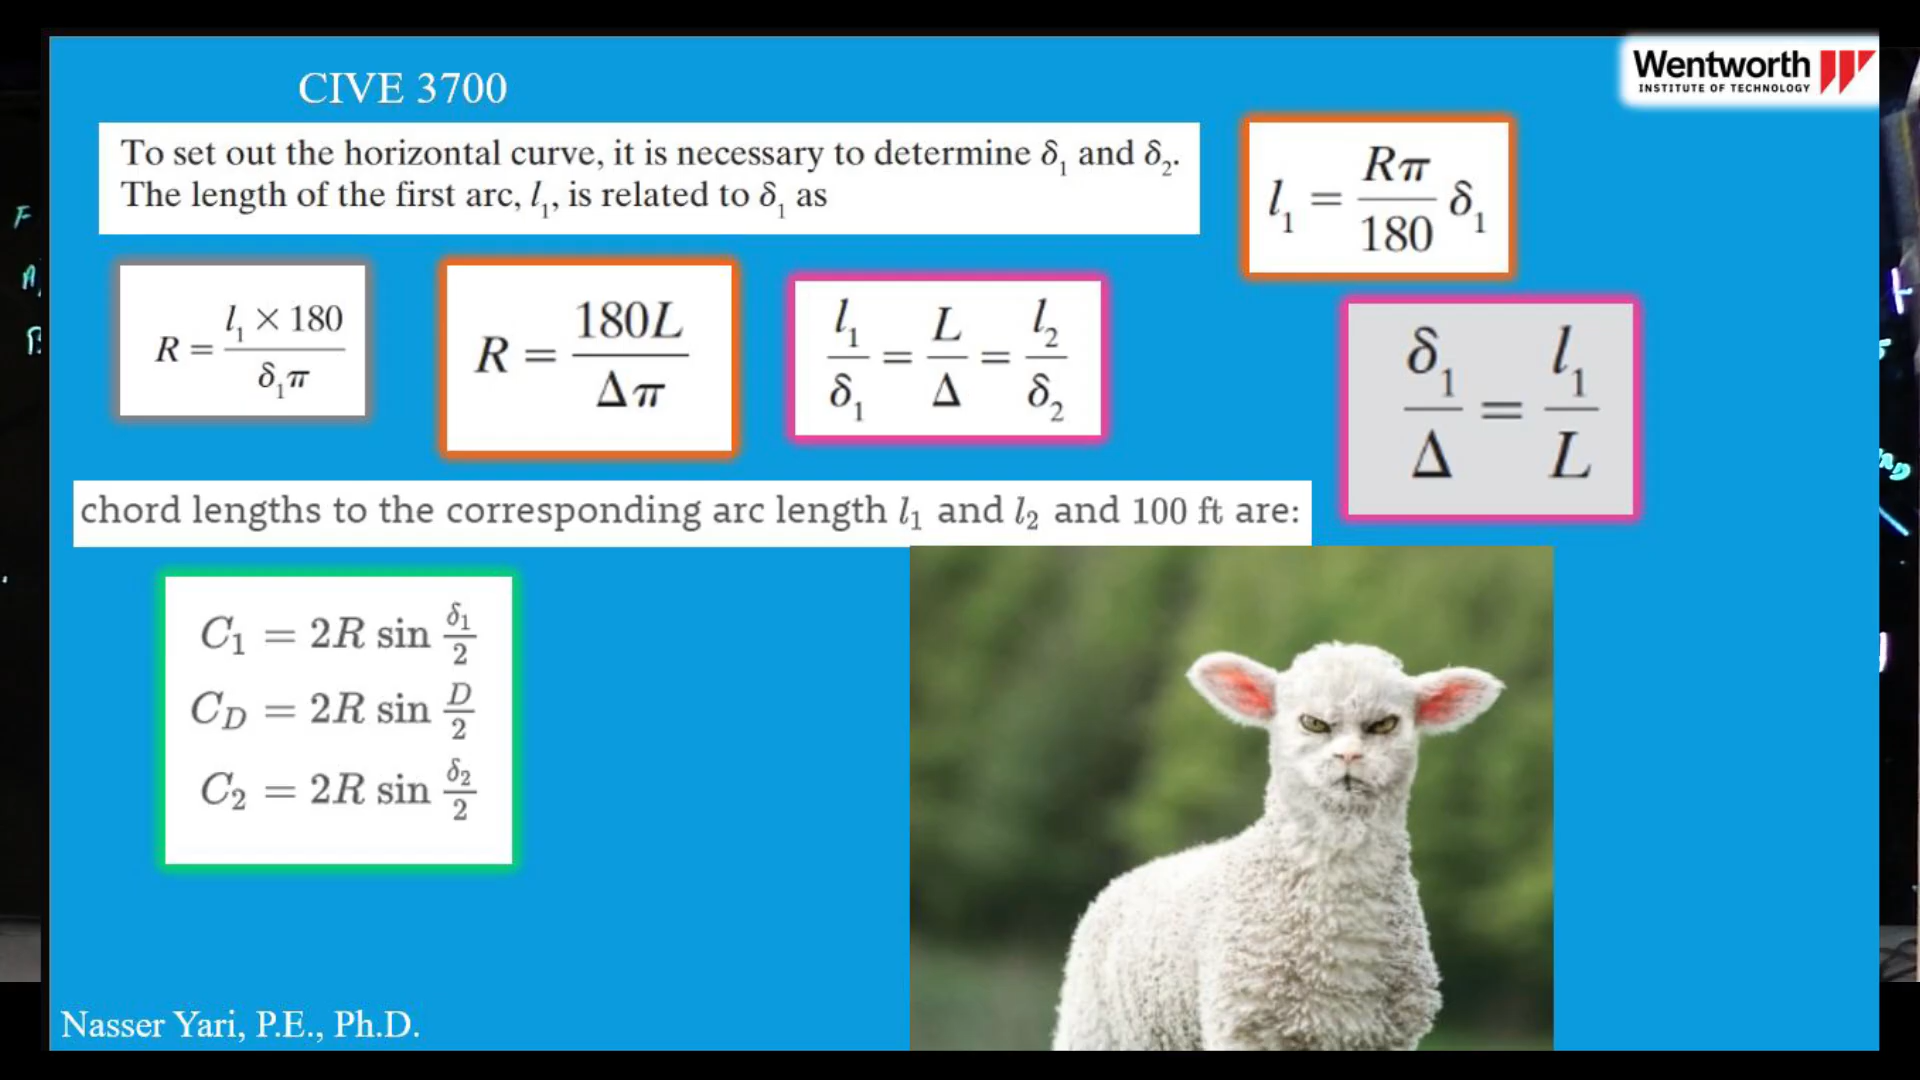 CIVE 3700
Wentworth
INSTITUTE OF TECHNOLOGY
To set out the horizontal curve, it is necessary to determine δ₁ and δ₂.
The length of the first arc, l₁, is related to δ₁ as
l₁ = Rπ/180 δ₁
R = l₁ × 180/δ₁π
R = 180L/Δπ
l₁/δ₁ = L/Δ = l₂/δ₂
δ₁/Δ = l₁/L
chord lengths to the corresponding arc length l₁ and l₂ and 100 ft are:
C₁ = 2R sin δ₁/2
C_D = 2R sin D/2
C₂ = 2R sin δ₂/2
Nasser Yari, P.E., Ph.D.